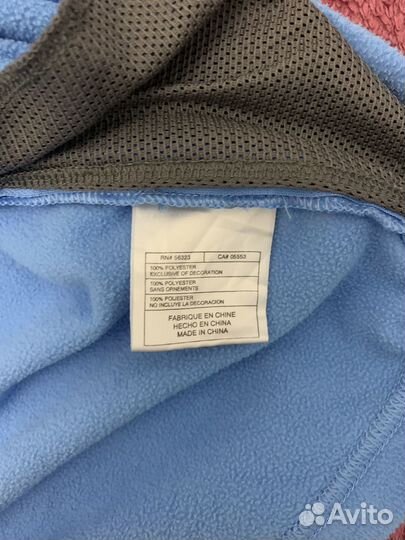 RN# 56323 CA# 05553
100% POLYESTER
EXCLUSIVE OF DECORATION
100% POLYESTER
SANS ORNEMENTS
100% POLIESTER
NO INCLUYE LA DECORACION
FABRIQUE EN CHINE
HECHO EN CHINA
MADE IN CHINA
Avito